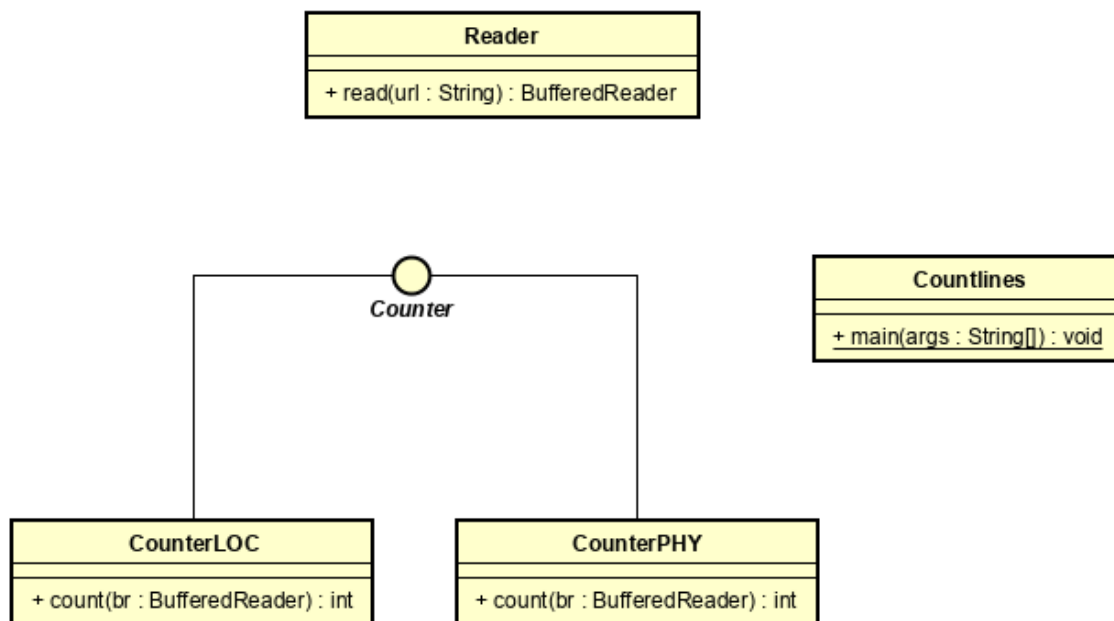 Reader
+ read(url : String) : BufferedReader
Counter
Countlines
+ main(args : String[]) : void
CounterLOC
+ count(br : BufferedReader) : int
CounterPHY
+ count(br : BufferedReader) : int